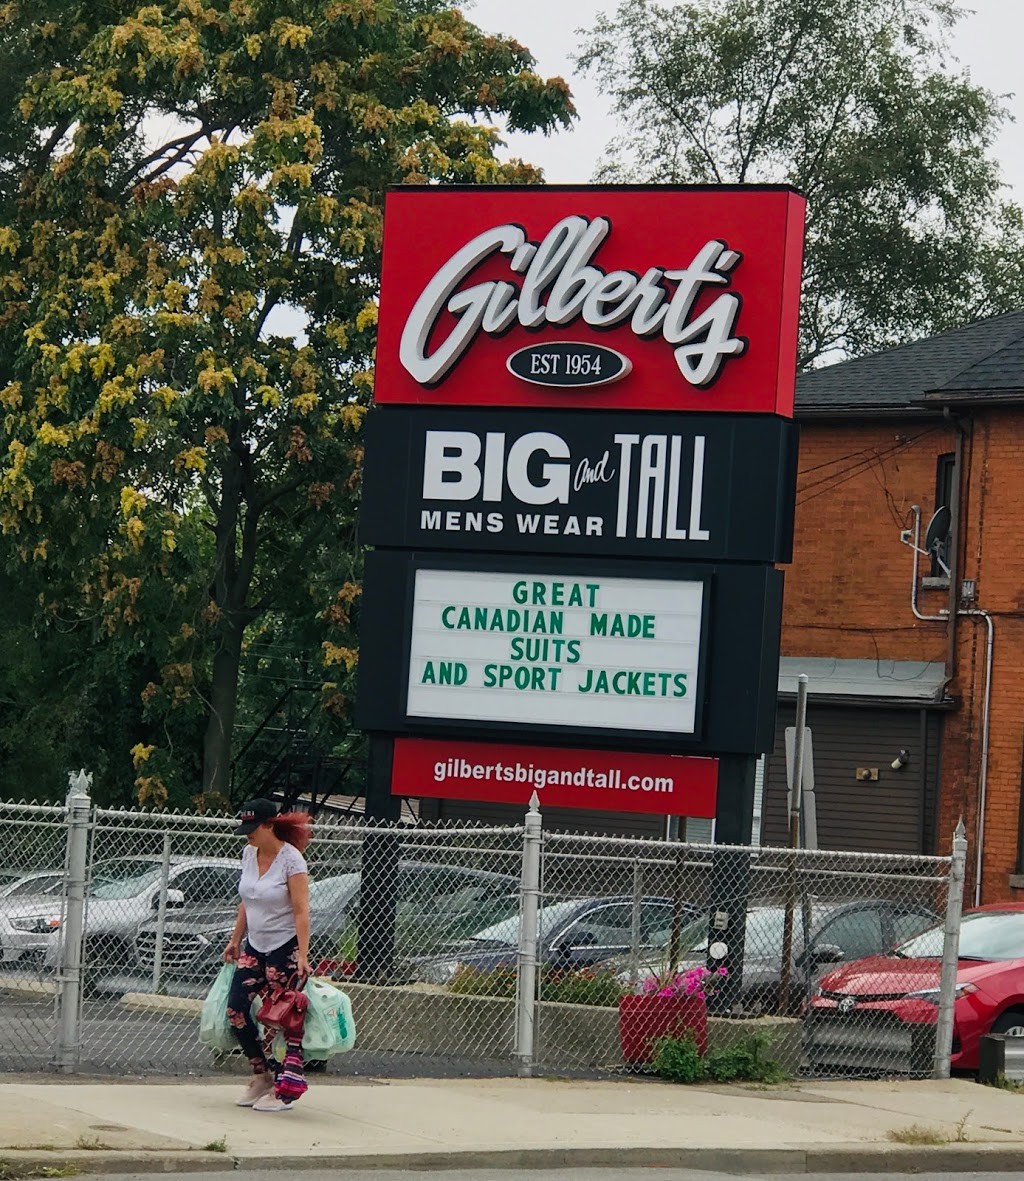 Gilbert's
EST 1954
BIG and TALL
MENS WEAR
GREAT
CANADIAN MADE
SUITS
AND SPORT JACKETS
gilbertsbigandtall.com